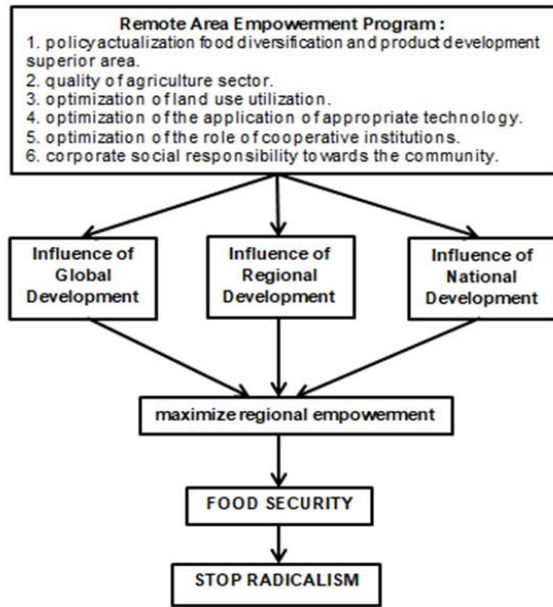 Remote Area Empowerment Program :
1. policy actualization food diversification and product development
superior area.
2. quality of agriculture sector.
3. optimization of land use utilization.
4. optimization of the application of appropriate technology.
5. optimization of the role of cooperative institutions.
6. corporate social responsibility towards the community.
Influence of
Global
Development
Influence of
Regional
Development
Influence of
National
Development
maximize regional empowerment
FOOD SECURITY
STOP RADICALISM